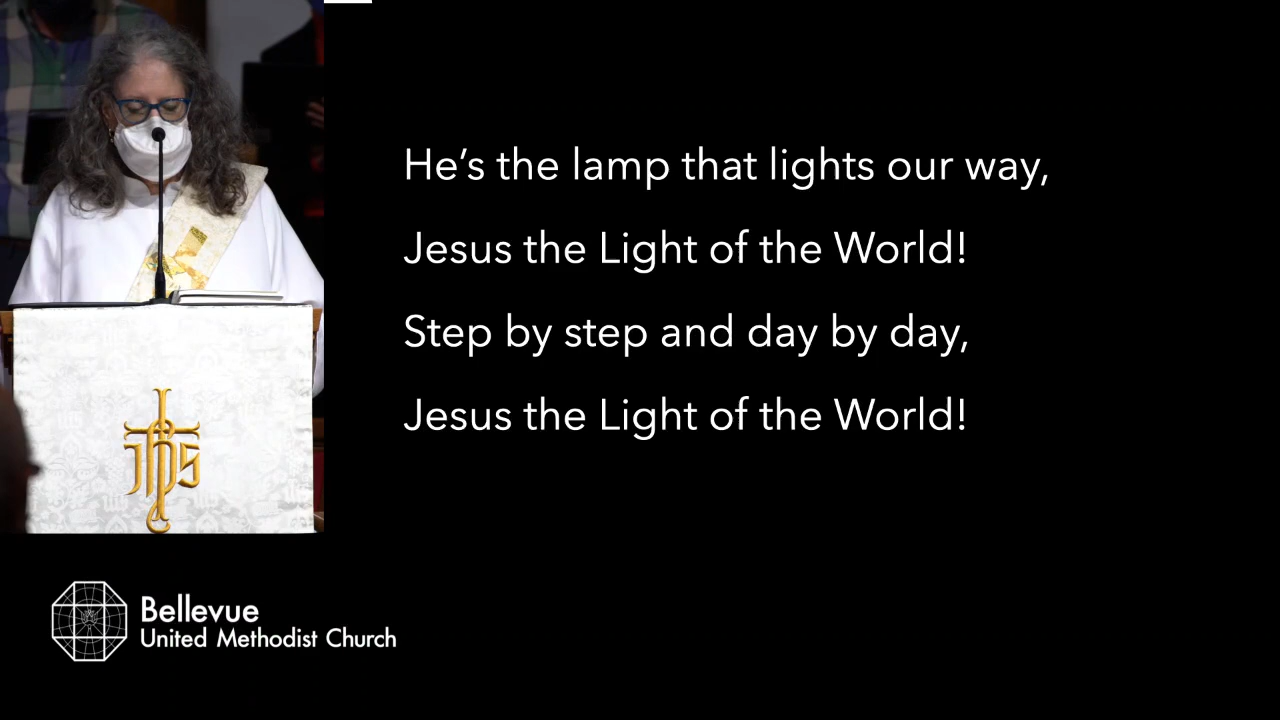 He's the lamp that lights our way,
Jesus the Light of the World!
Step by step and day by day,
Jesus the Light of the World!
IHS
Bellevue
United Methodist Church